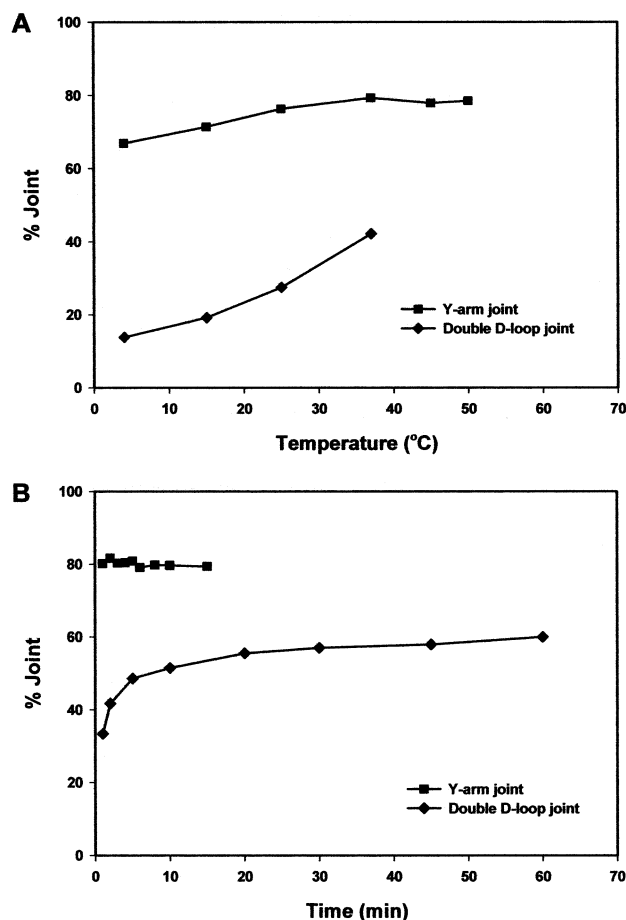 A
100
80
60
40
20
0
% Joint
Y-arm joint
Double D-loop joint
0 10 20 30 40 50 60 70
Temperature (°C)
B
100
80
60
40
20
0
% Joint
Y-arm joint
Double D-loop joint
0 10 20 30 40 50 60 70
Time (min)